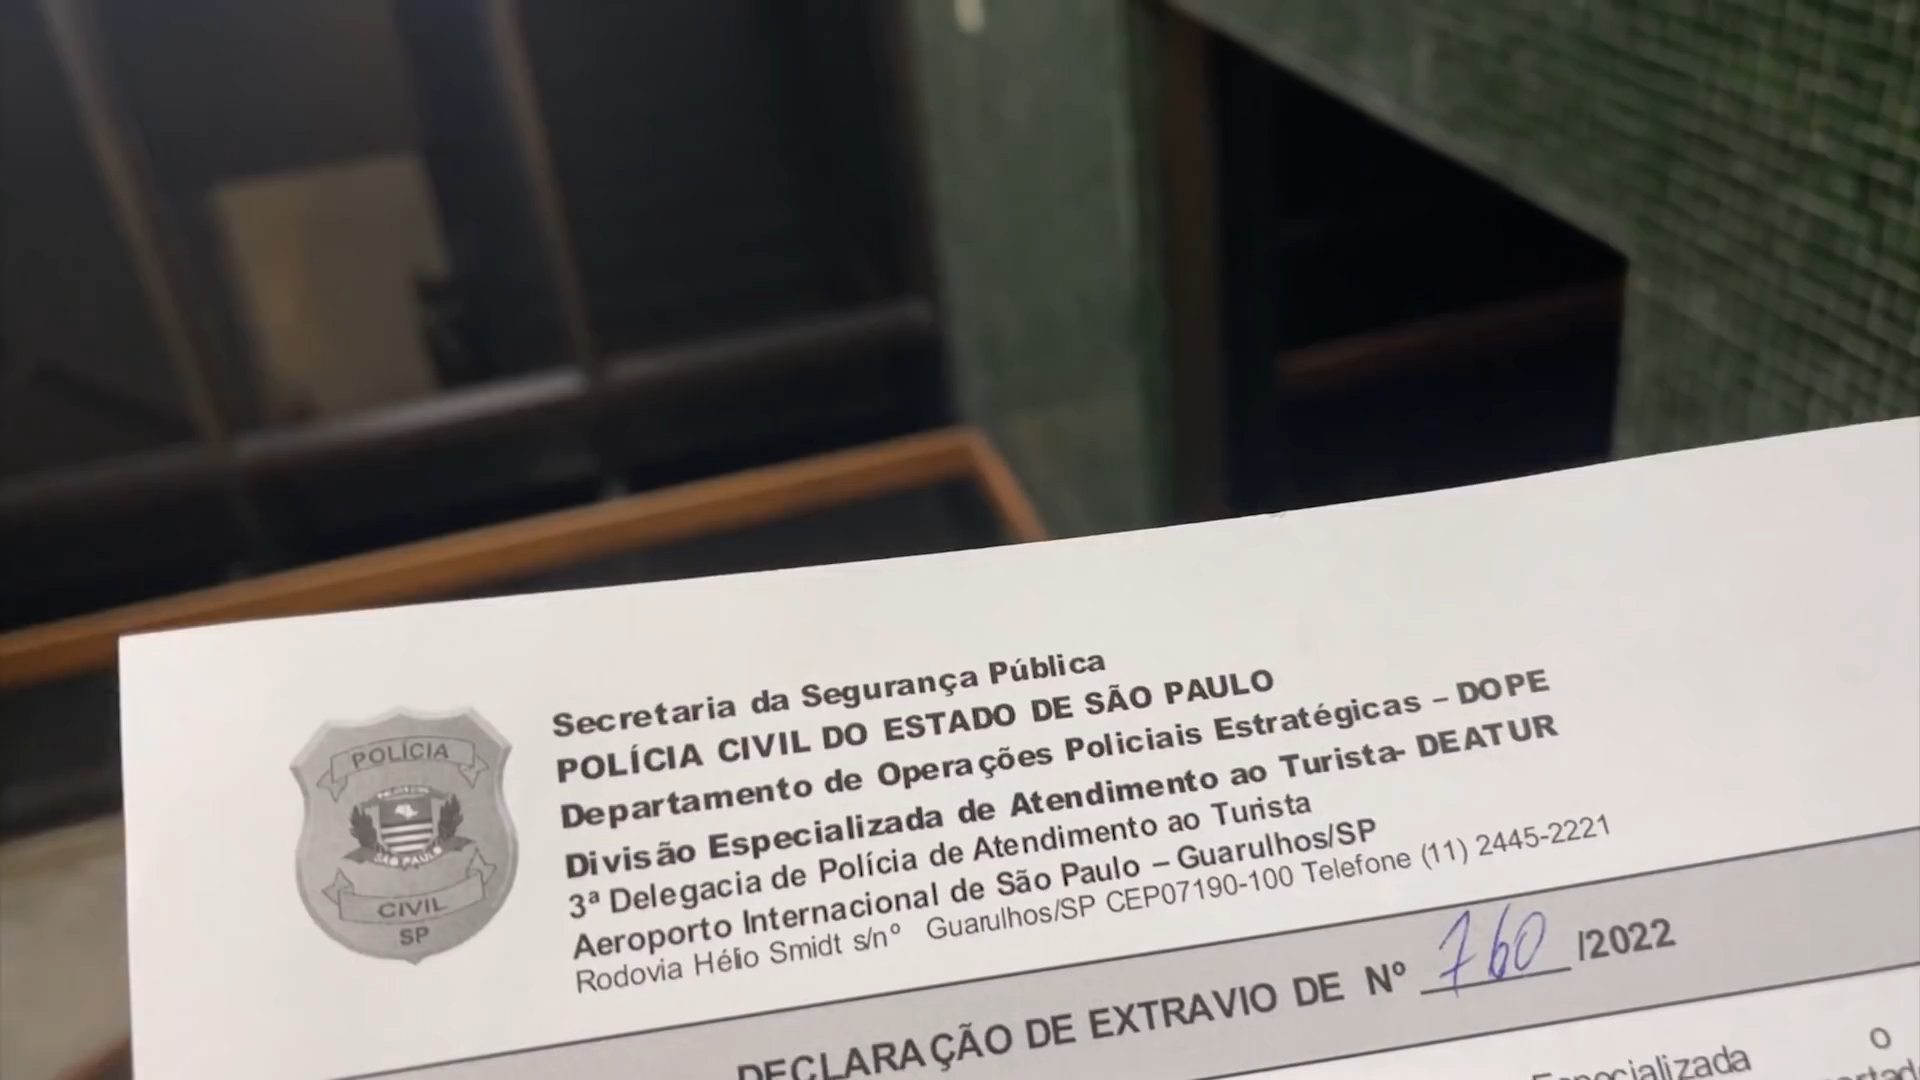 POLÍCIA
SÃO PAULO
CIVIL
SP
Secretaria da Segurança Pública
POLÍCIA CIVIL DO ESTADO DE SÃO PAULO
Departamento de Operações Policiais Estratégicas – DOPE
Divisão Especializada de Atendimento ao Turista- DEATUR
3ª Delegacia de Polícia de Atendimento ao Turista
Aeroporto Internacional de São Paulo – Guarulhos/SP
Rodovia Hélio Smidt s/nº Guarulhos/SP CEP07190-100 Telefone (11) 2445-2221
DECLARAÇÃO DE EXTRAVIO DE Nº 760 /2022
o